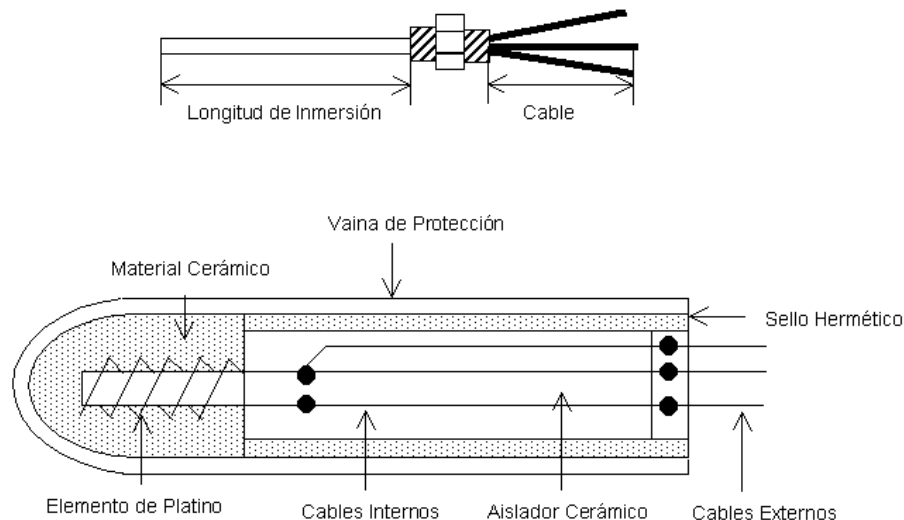 Longitud de Inmersión
Cable
Vaina de Protección
Material Cerámico
Sello Hermético
Elemento de Platino
Cables Internos
Aislador Cerámico
Cables Externos